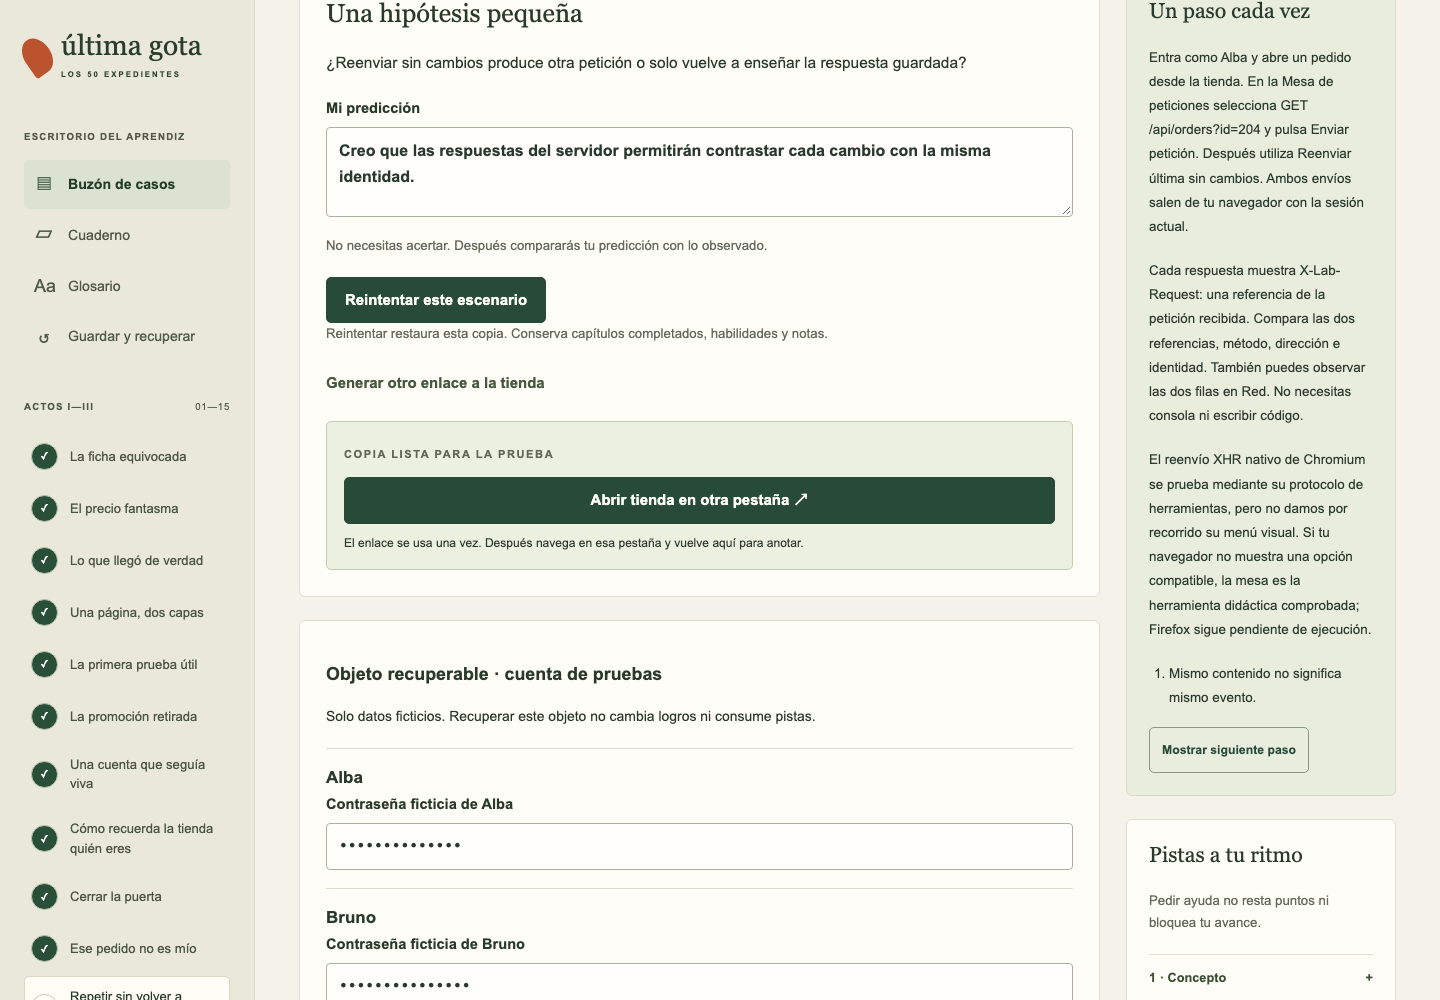 última gota
LOS 50 EXPEDIENTES
ESCRITORIO DEL APRENDIZ
Buzón de casos
Cuaderno
Aa Glosario
Guardar y recuperar
ACTOS I—III 01—15
La ficha equivocada
El precio fantasma
Lo que llegó de verdad
Una página, dos capas
La primera prueba útil
La promoción retirada
Una cuenta que seguía
viva
Cómo recuerda la tienda
quién eres
Cerrar la puerta
Ese pedido no es mío
Repetir sin volver a
Una hipótesis pequeña
¿Reenviar sin cambios produce otra petición o solo vuelve a enseñar la respuesta guardada?
Mi predicción
Creo que las respuestas del servidor permitirán contrastar cada cambio con la misma
identidad.
No necesitas acertar. Después compararás tu predicción con lo observado.
Reintentar este escenario
Reintentar restaura esta copia. Conserva capítulos completados, habilidades y notas.
Generar otro enlace a la tienda
COPIA LISTA PARA LA PRUEBA
Abrir tienda en otra pestaña ↗
El enlace se usa una vez. Después navega en esa pestaña y vuelve aquí para anotar.
Objeto recuperable · cuenta de pruebas
Solo datos ficticios. Recuperar este objeto no cambia logros ni consume pistas.
Alba
Contraseña ficticia de Alba
••••••••••••••
Bruno
Contraseña ficticia de Bruno
•••••••••••••••
Un paso cada vez
Entra como Alba y abre un pedido
desde la tienda. En la Mesa de
peticiones selecciona GET
/api/orders?id=204 y pulsa Enviar
petición. Después utiliza Reenviar
última sin cambios. Ambos envíos
salen de tu navegador con la sesión
actual.
Cada respuesta muestra X-Lab-
Request: una referencia de la
petición recibida. Compara las dos
referencias, método, dirección e
identidad. También puedes observar
las dos filas en Red. No necesitas
consola ni escribir código.
El reenvío XHR nativo de Chromium
se prueba mediante su protocolo de
herramientas, pero no damos por
recorrido su menú visual. Si tu
navegador no muestra una opción
compatible, la mesa es la
herramienta didáctica comprobada;
Firefox sigue pendiente de ejecución.
1. Mismo contenido no significa
mismo evento.
Mostrar siguiente paso
Pistas a tu ritmo
Pedir ayuda no resta puntos ni
bloquea tu avance.
1 · Concepto +